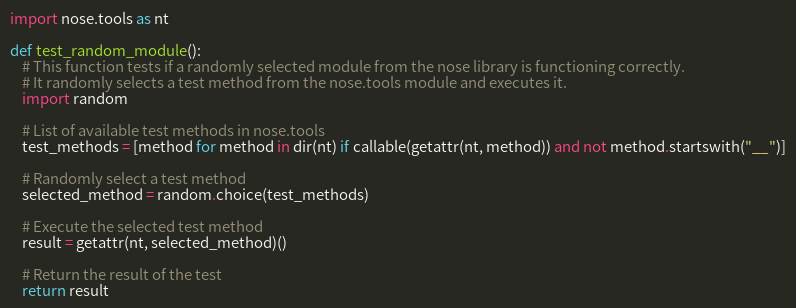 import nose.tools as nt
def test_random_module():
# This function tests if a randomly selected module from the nose library is functioning correctly.
# It randomly selects a test method from the nose.tools module and executes it.
import random
# List of available test methods in nose.tools
test_methods = [method for method in dir(nt) if callable(getattr(nt, method)) and not method.startswith("__")]
# Randomly select a test method
selected_method = random.choice(test_methods)
# Execute the selected test method
result = getattr(nt, selected_method)()
# Return the result of the test
return result